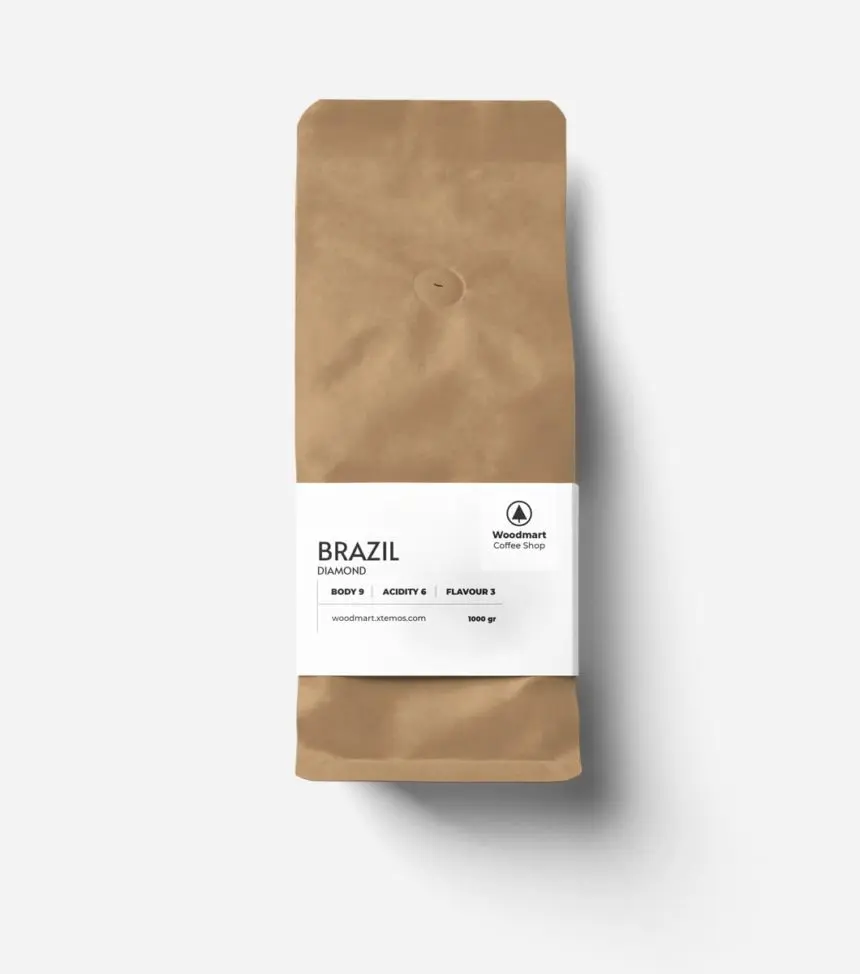 Woodmart
Coffee Shop
BRAZIL
DIAMOND
BODY 9 ACIDITY 6 FLAVOUR 3
woodmart.xtemos.com 1000 gr